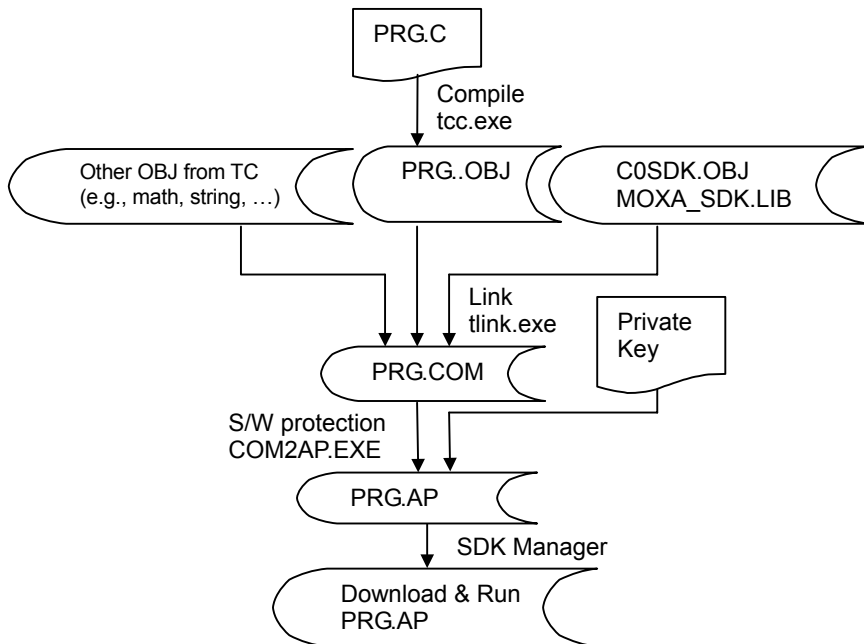 PRG.C
Compile
tcc.exe
Other OBJ from TC
(e.g., math, string, …)
PRG..OBJ
C0SDK.OBJ
MOXA_SDK.LIB
Link
tlink.exe
Private
Key
PRG.COM
S/W protection
COM2AP.EXE
PRG.AP
SDK Manager
Download & Run
PRG.AP